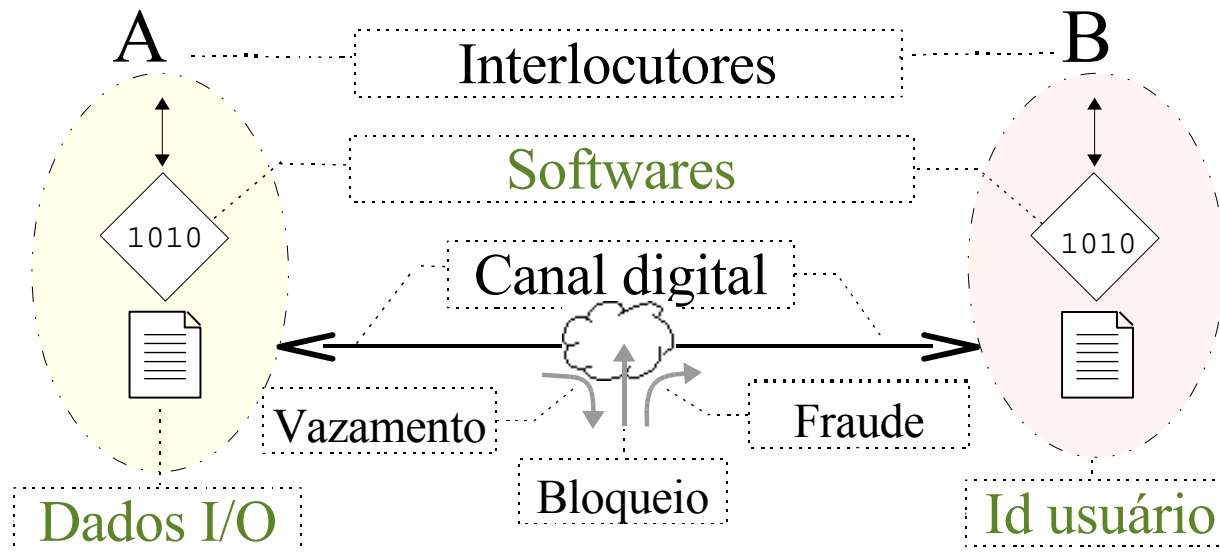 A
B
Interlocutores
Softwares
1010
1010
Canal digital
Vazamento
Fraude
Bloqueio
Dados I/O
Id usuário